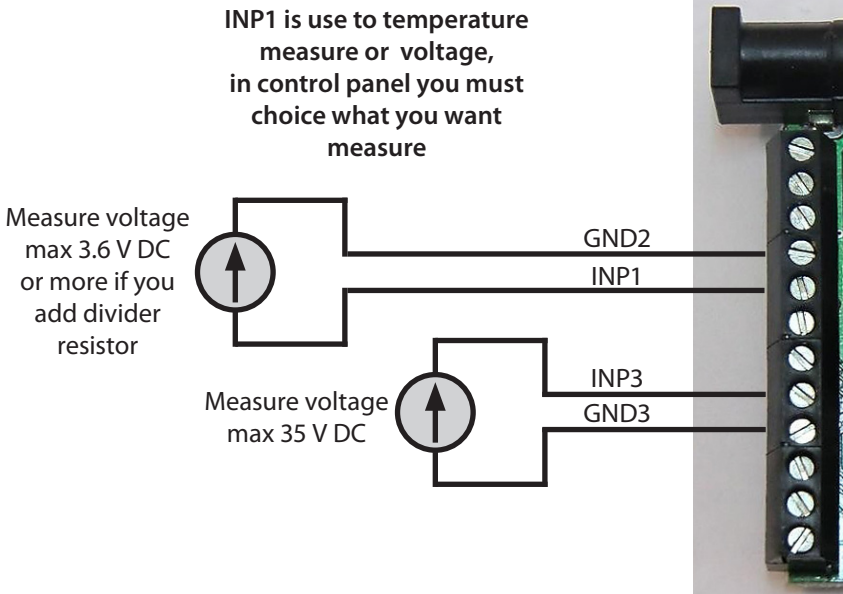 INP1 is use to temperature
measure or  voltage,
in control panel you must
choice what you want
measure
Measure voltage
max 3.6 V DC
or more if you
add divider
resistor
GND2
INP1
Measure voltage
max 35 V DC
INP3
GND3